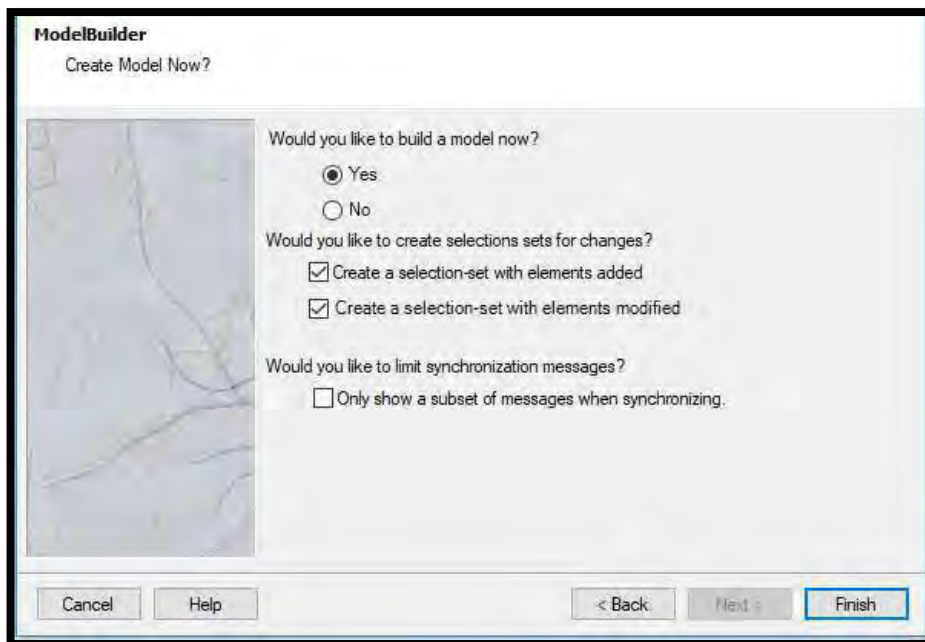 ModelBuilder
Create Model Now?
Would you like to build a model now?
Yes
No
Would you like to create selections sets for changes?
Create a selection-set with elements added
Create a selection-set with elements modified
Would you like to limit synchronization messages?
Only show a subset of messages when synchronizing.
Cancel
Help
< Back
Next >
Finish